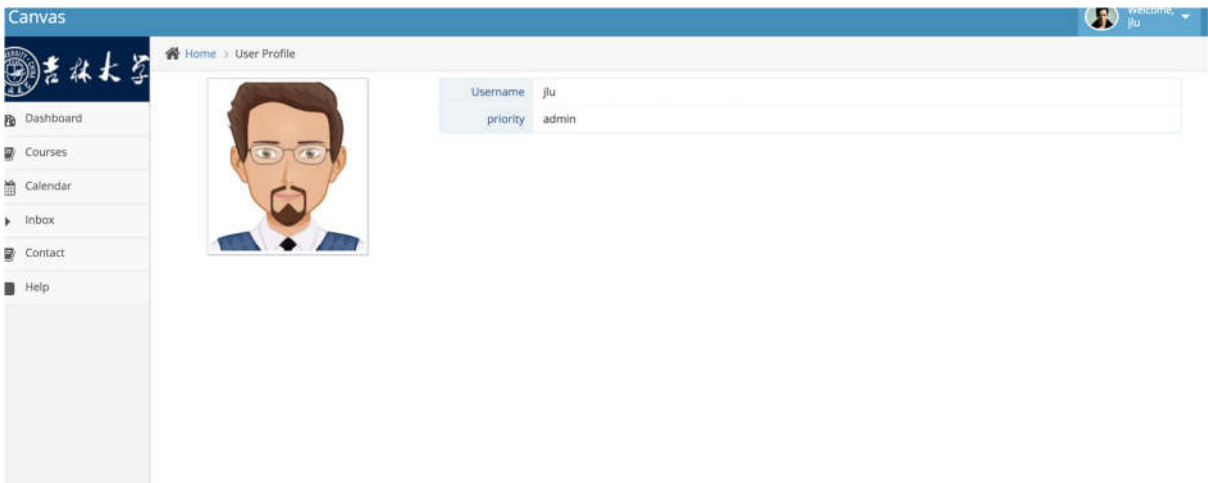 Canvas
Welcome,
jlu
吉林大学
Home > User Profile
Dashboard
Courses
Calendar
Inbox
Contact
Help
Username jlu
priority admin